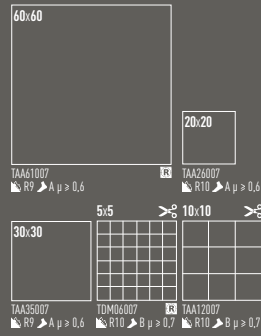 60x60
20x20
TAA61007 R
R9 A μ ≥ 0,6
TAA26007
R10 A μ ≥ 0,6
30x30
5x5
10x10
TAA35007
R9 A μ ≥ 0,6
TDM06007 R
R10 B μ ≥ 0,7
TAA12007
R10 B μ ≥ 0,7